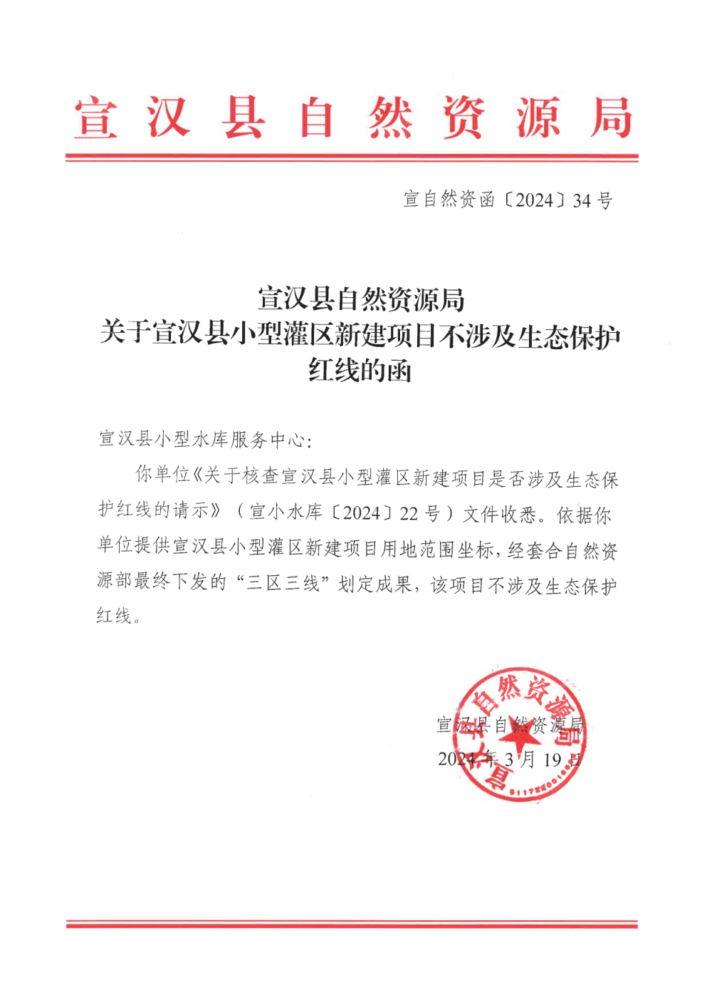 宣汉县自然资源局
宣自然资函〔2024〕34号
宣汉县自然资源局
关于宣汉县小型灌区新建项目不涉及生态保护
红线的函
宣汉县小型水库服务中心：
你单位《关于核查宣汉县小型灌区新建项目是否涉及生态保
护红线的请示》（宣小水库〔2024〕22号）文件收悉。依据你
单位提供宣汉县小型灌区新建项目用地范围坐标，经套合自然资
源部最终下发的“三区三线”划定成果，该项目不涉及生态保护
红线。
宣汉县自然资源局
2024年3月19日
宣汉县自然资源局